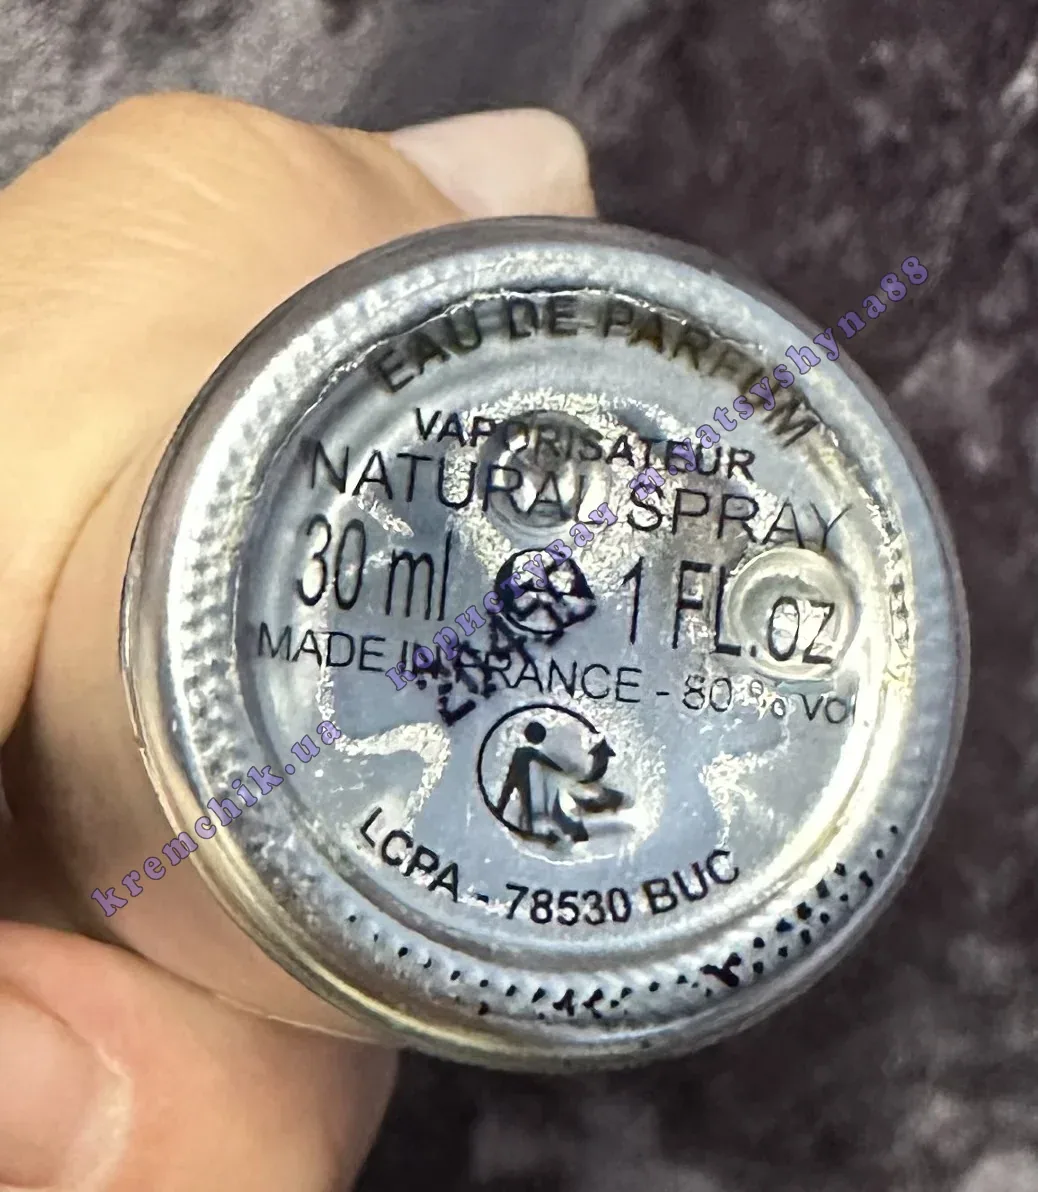 EAU DE PARFUM
VAPORISATEUR
NATURAL SPRAY
30 ml 1 FL.OZ
MADE IN FRANCE - 80 % VOL
LCPA - 78530 BUC
kremchik.ua користувач m.yatsyshyna88